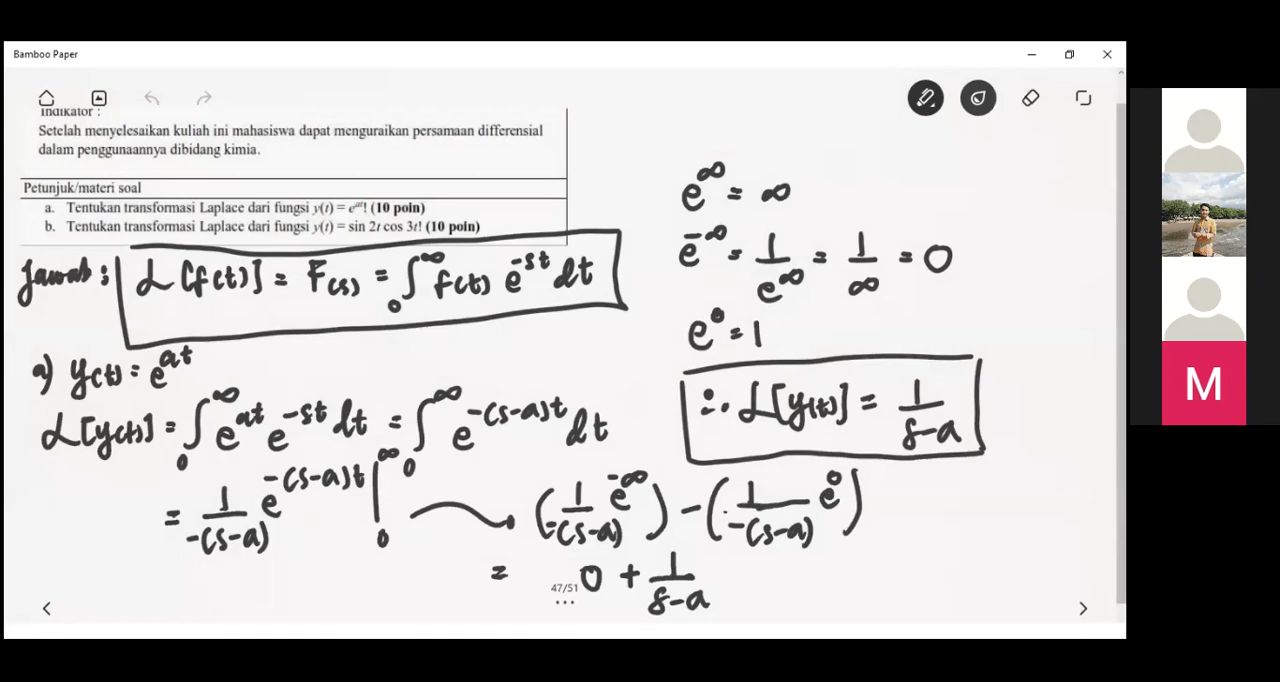 Bamboo Paper
Indikator :
Setelah menyelesaikan kuliah ini mahasiswa dapat menguraikan persamaan differensial
dalam penggunaannya dibidang kimia.
Petunjuk/materi soal
a. Tentukan transformasi Laplace dari fungsi y(t) = e^{at}! (10 poin)
b. Tentukan transformasi Laplace dari fungsi y(t) = sin 2t cos 3t! (10 poin)
Jawab : ℒ[f(t)] = F(s) = ∫₀^∞ f(t) e^{-st} dt
a) y(t) = e^{at}
ℒ[y(t)] = ∫₀^∞ e^{at} e^{-st} dt = ∫₀^∞ e^{-(s-a)t} dt
= 1/-(s-a) e^{-(s-a)t} |₀^∞ → (1/-(s-a) e^{-∞}) - (1/-(s-a) e^0)
= 0 + 1/s-a
e^∞ = ∞
e^{-∞} = 1/e^∞ = 1/∞ = 0
e^0 = 1
∴ ℒ[y(t)] = 1/s-a
47/51
M